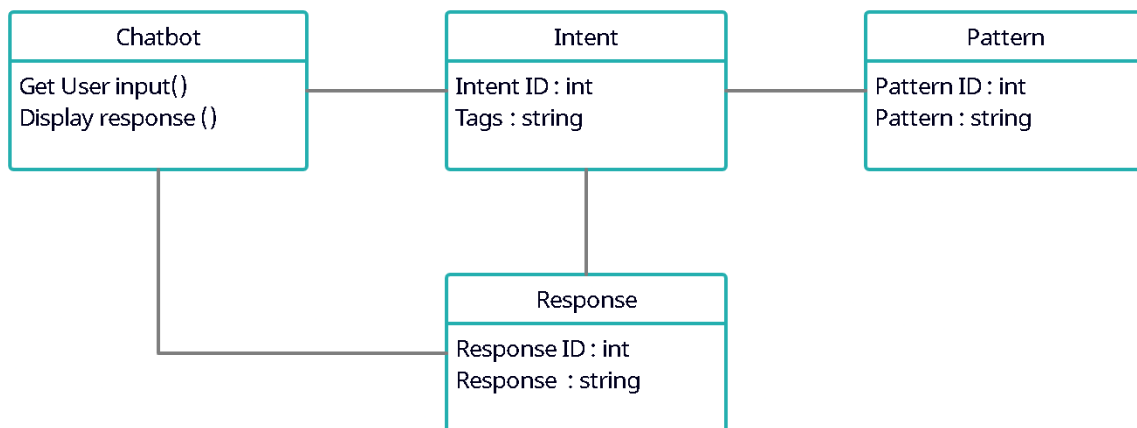 Chatbot
Get User input()
Display response ()
Intent
Intent ID : int
Tags : string
Pattern
Pattern ID : int
Pattern : string
Response
Response ID : int
Response : string